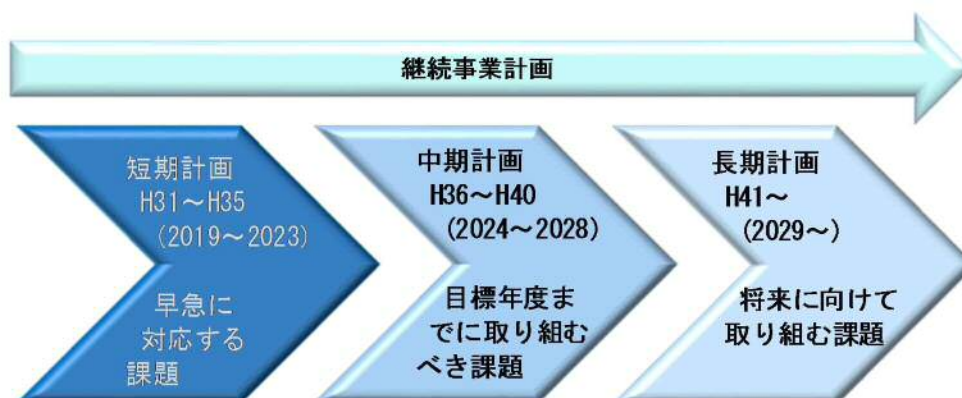 継続事業計画
短期計画
H31～H35
(2019～2023)
早急に
対応する
課題
中期計画
H36～H40
(2024～2028)
目標年度ま
でに取り組む
べき課題
長期計画
H41～
(2029～)
将来に向けて
取り組む課題